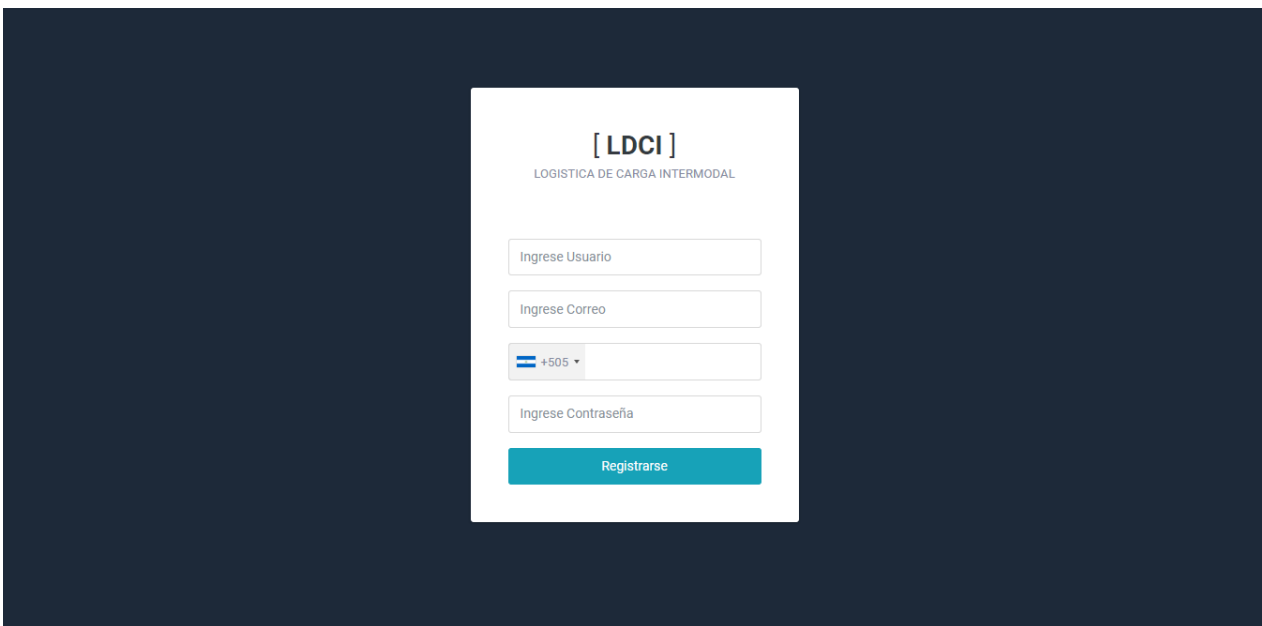 [ LDCI ]
LOGISTICA DE CARGA INTERMODAL
Ingrese Usuario
Ingrese Correo
+505
Ingrese Contraseña
Registrarse